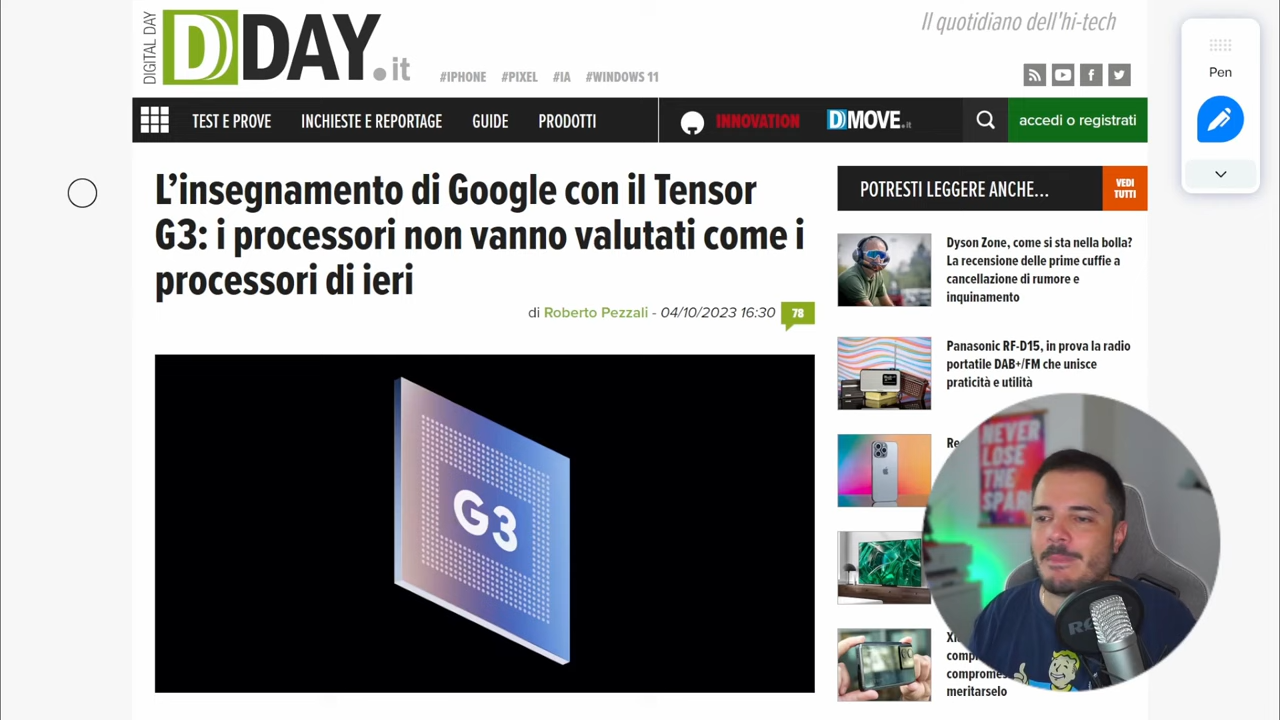 DIGITAL DAY
D DAY.it
Il quotidiano dell'hi-tech
#IPHONE #PIXEL #IA #WINDOWS 11
Pen
TEST E PROVE INCHIESTE E REPORTAGE GUIDE PRODOTTI INNOVATION DMOVE.it accedi o registrati
L'insegnamento di Google con il Tensor
G3: i processori non vanno valutati come i
processori di ieri
di Roberto Pezzali - 04/10/2023 16:30 78
G3
POTRESTI LEGGERE ANCHE... VEDI
TUTTI
Dyson Zone, come si sta nella bolla?
La recensione delle prime cuffie a
cancellazione di rumore e
inquinamento
Panasonic RF-D15, in prova la radio
portatile DAB+/FM che unisce
praticità e utilità
NEVER
LOSE
THE
meritarselo